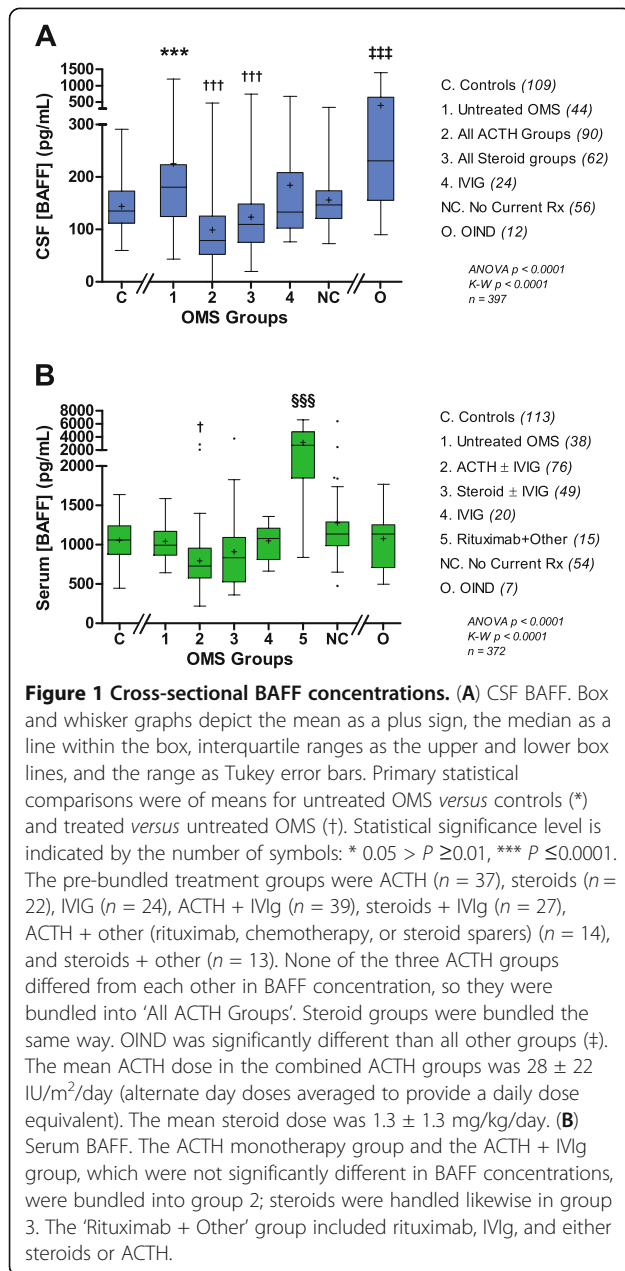 A
***
†††
†††
‡‡‡
1500
1000
500
300
200
100
0
CSF [BAFF] (pg/mL)
C
1
2
3
4
NC
O
OMS Groups
C. Controls (109)
1. Untreated OMS (44)
2. All ACTH Groups (90)
3. All Steroid groups (62)
4. IVIG (24)
NC. No Current Rx (56)
O. OIND (12)
ANOVA p < 0.0001
K-W p < 0.0001
n = 397
B
†
§§§
8000
6000
4000
2000
2000
1500
1000
500
0
Serum [BAFF] (pg/mL)
C
1
2
3
4
5
NC
O
OMS Groups
C. Controls (113)
1. Untreated OMS (38)
2. ACTH ± IVIG (76)
3. Steroid ± IVIG (49)
4. IVIG (20)
5. Rituximab+Other (15)
NC. No Current Rx (54)
O. OIND (7)
ANOVA p < 0.0001
K-W p < 0.0001
n = 372
Figure 1 Cross-sectional BAFF concentrations. (A) CSF BAFF. Box
and whisker graphs depict the mean as a plus sign, the median as a
line within the box, interquartile ranges as the upper and lower box
lines, and the range as Tukey error bars. Primary statistical
comparisons were of means for untreated OMS versus controls (*)
and treated versus untreated OMS (†). Statistical significance level is
indicated by the number of symbols: * 0.05 > P ≥0.01, *** P ≤0.0001.
The pre-bundled treatment groups were ACTH (n = 37), steroids (n =
22), IVIG (n = 24), ACTH + IVIg (n = 39), steroids + IVIg (n = 27),
ACTH + other (rituximab, chemotherapy, or steroid sparers) (n = 14),
and steroids + other (n = 13). None of the three ACTH groups
differed from each other in BAFF concentration, so they were
bundled into ‘All ACTH Groups’. Steroid groups were bundled the
same way. OIND was significantly different than all other groups (‡).
The mean ACTH dose in the combined ACTH groups was 28 ± 22
IU/m²/day (alternate day doses averaged to provide a daily dose
equivalent). The mean steroid dose was 1.3 ± 1.3 mg/kg/day. (B)
Serum BAFF. The ACTH monotherapy group and the ACTH + IVIg
group, which were not significantly different in BAFF concentrations,
were bundled into group 2; steroids were handled likewise in group
3. The ‘Rituximab + Other’ group included rituximab, IVIg, and either
steroids or ACTH.